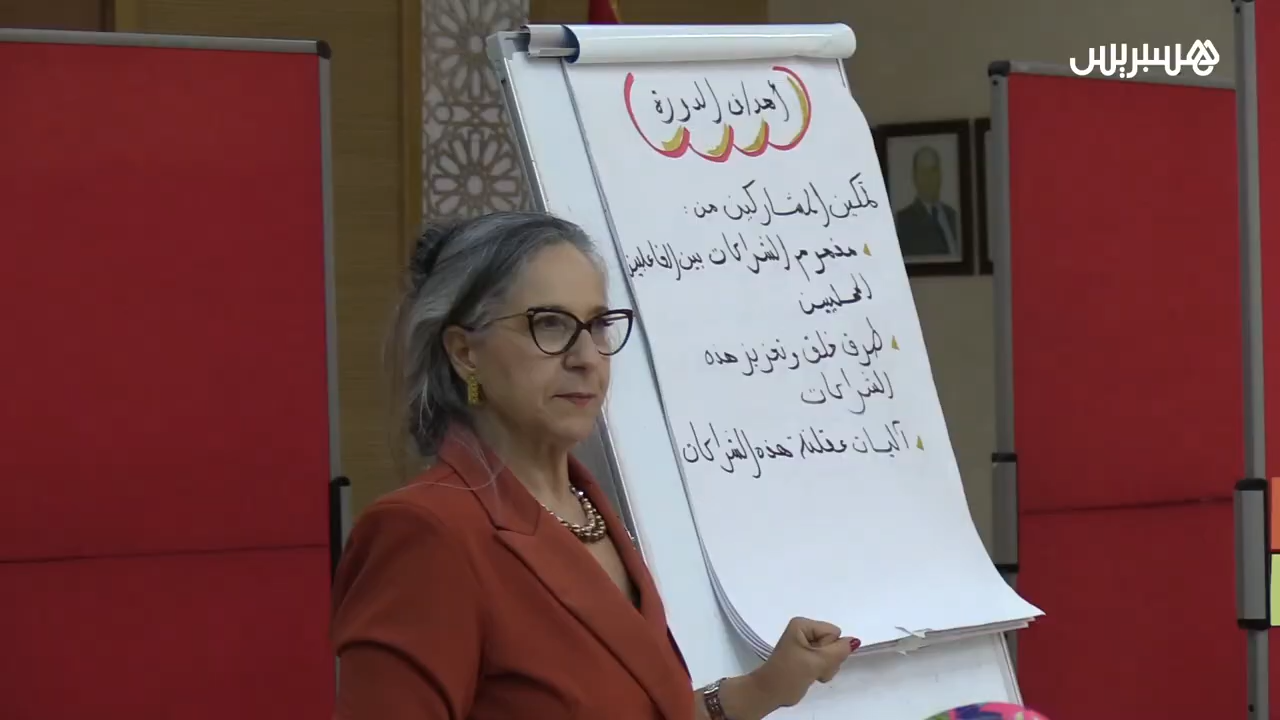 هسبريس
أهداف الدورة
تمكين المشاركين من:
مفهوم الشراكات بين الفاعلين
المحليين
طرق خلق وتعزيز هذه
الشراكات
آليات عقلنة هذه الشراكات